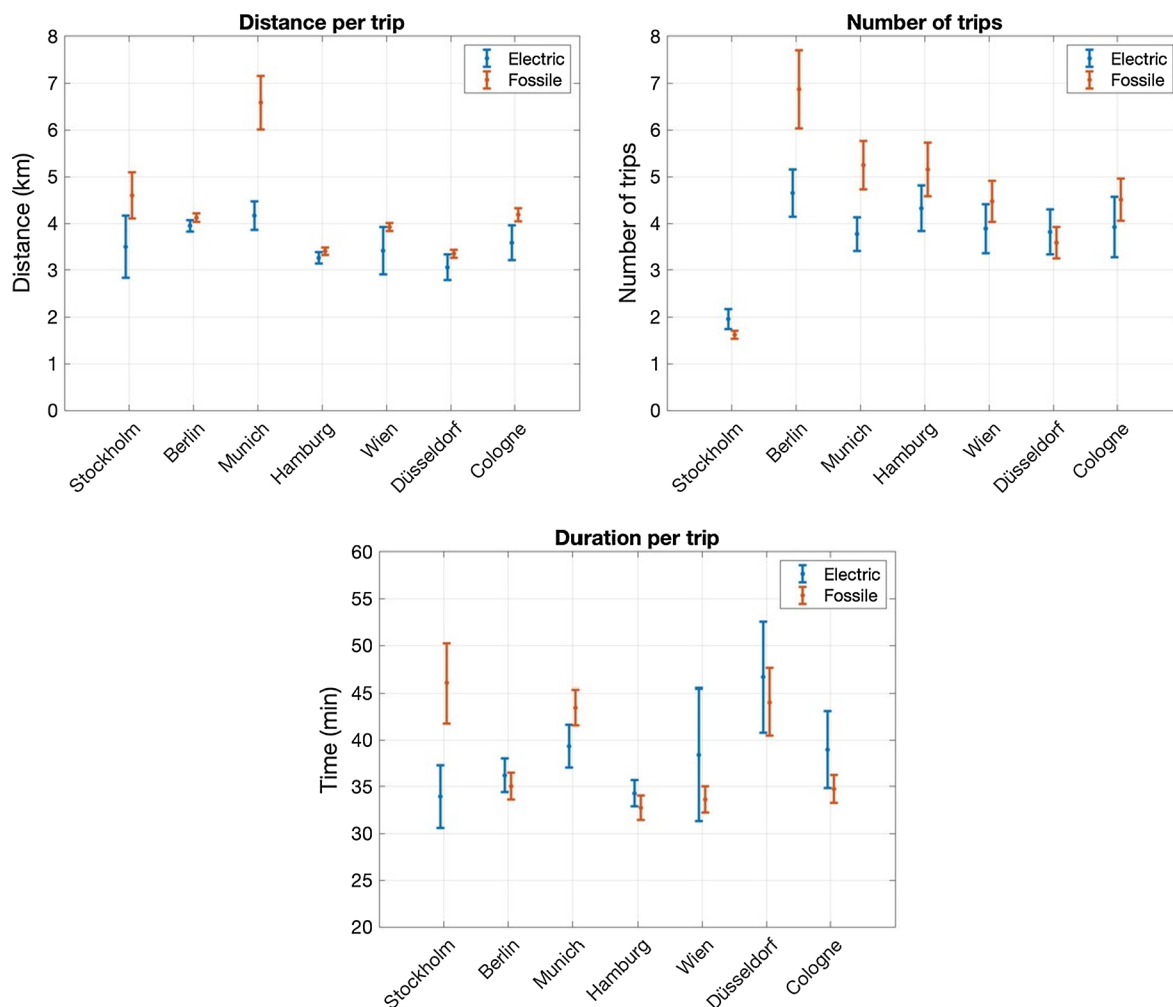 Distance per trip
8
7
6
5
4
3
2
1
0
Distance (km)
Electric
Fossile
Stockholm
Berlin
Munich
Hamburg
Wien
Düsseldorf
Cologne
Number of trips
8
7
6
5
4
3
2
1
0
Number of trips
Electric
Fossile
Stockholm
Berlin
Munich
Hamburg
Wien
Düsseldorf
Cologne
Duration per trip
60
55
50
45
40
35
30
25
20
Time (min)
Electric
Fossile
Stockholm
Berlin
Munich
Hamburg
Wien
Düsseldorf
Cologne